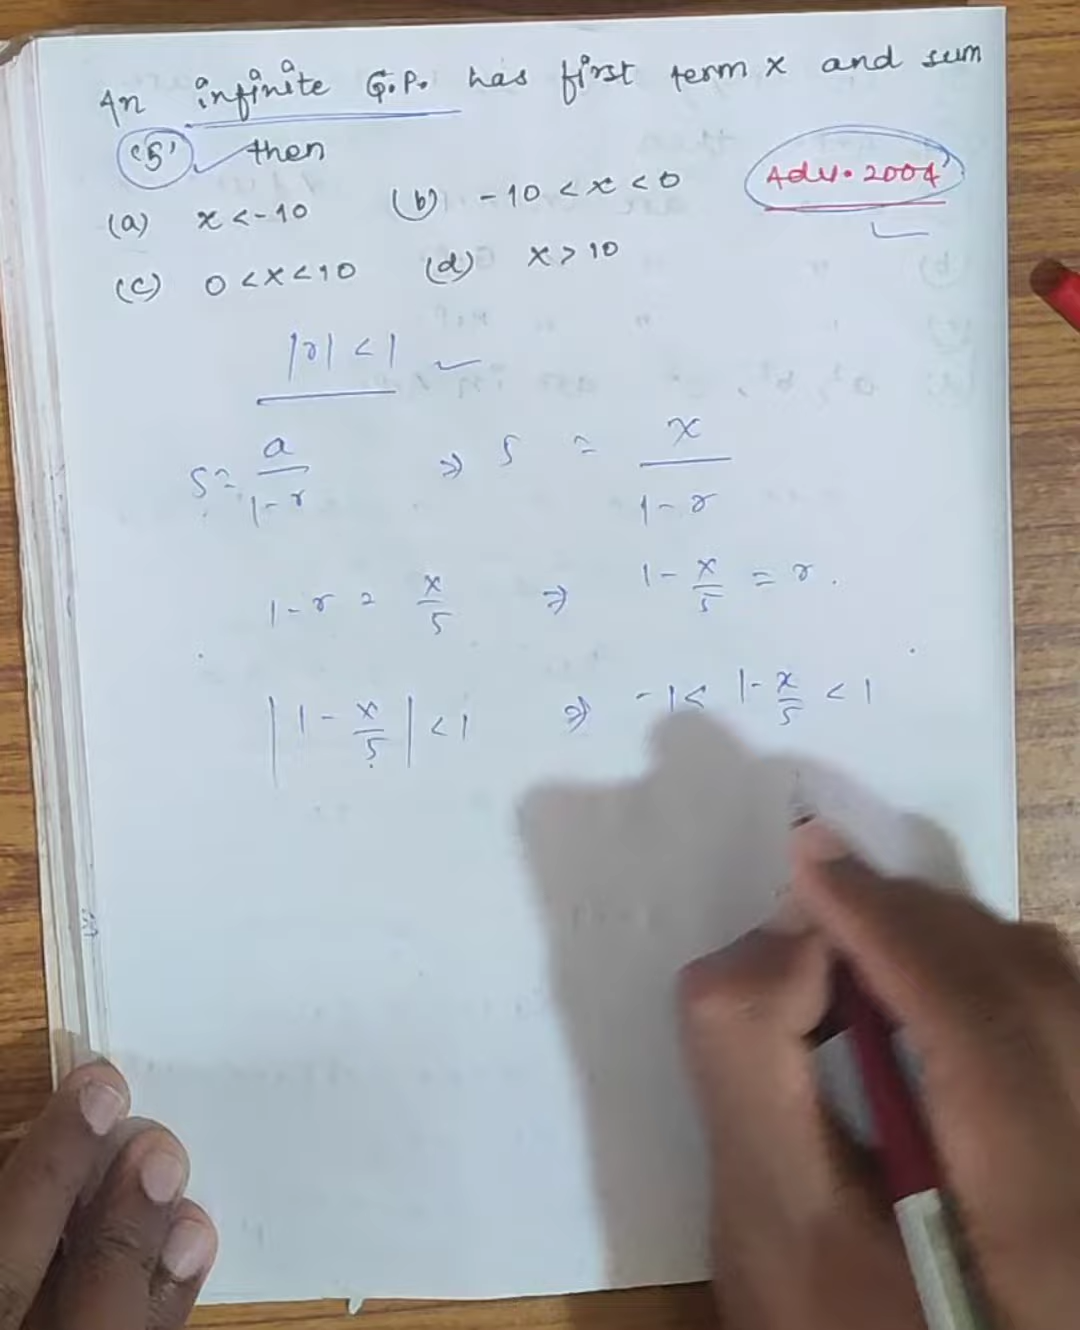 An infinite G.P. has first term x and sum
'5' then
Adv. 2004
(a) x < -10 (b) -10 < x < 0
(c) 0 < x < 10 (d) x > 10
|r| < 1
S = a/(1-r) ⇒ 5 = x/(1-r)
1-r = x/5 ⇒ 1 - x/5 = r.
|1 - x/5| < 1 ⇒ -1 < 1 - x/5 < 1